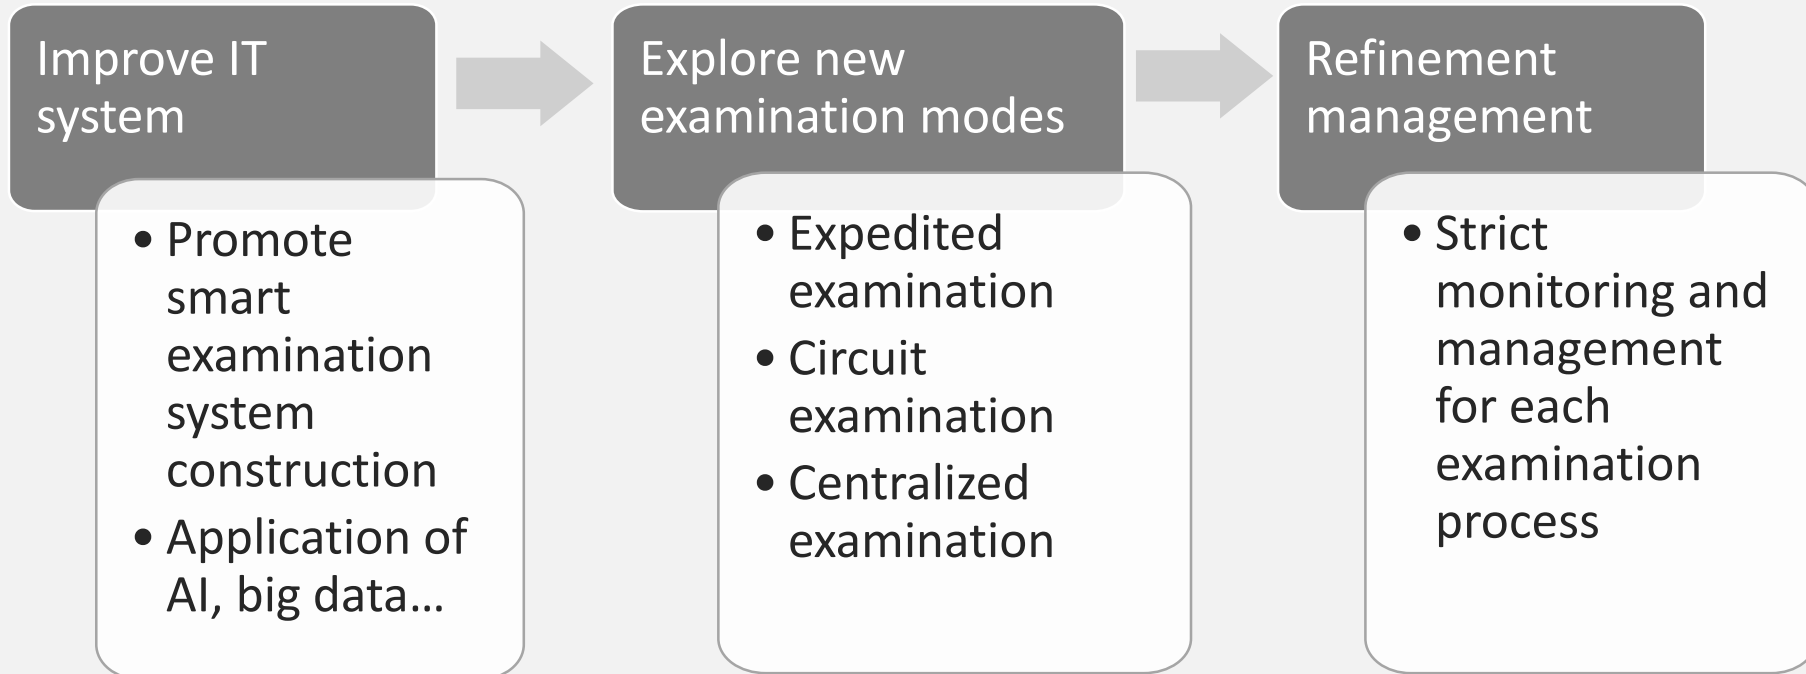 Improve IT
system
• Promote
smart
examination
system
construction
• Application of
AI, big data...
Explore new
examination modes
• Expedited
examination
• Circuit
examination
• Centralized
examination
Refinement
management
• Strict
monitoring and
management
for each
examination
process